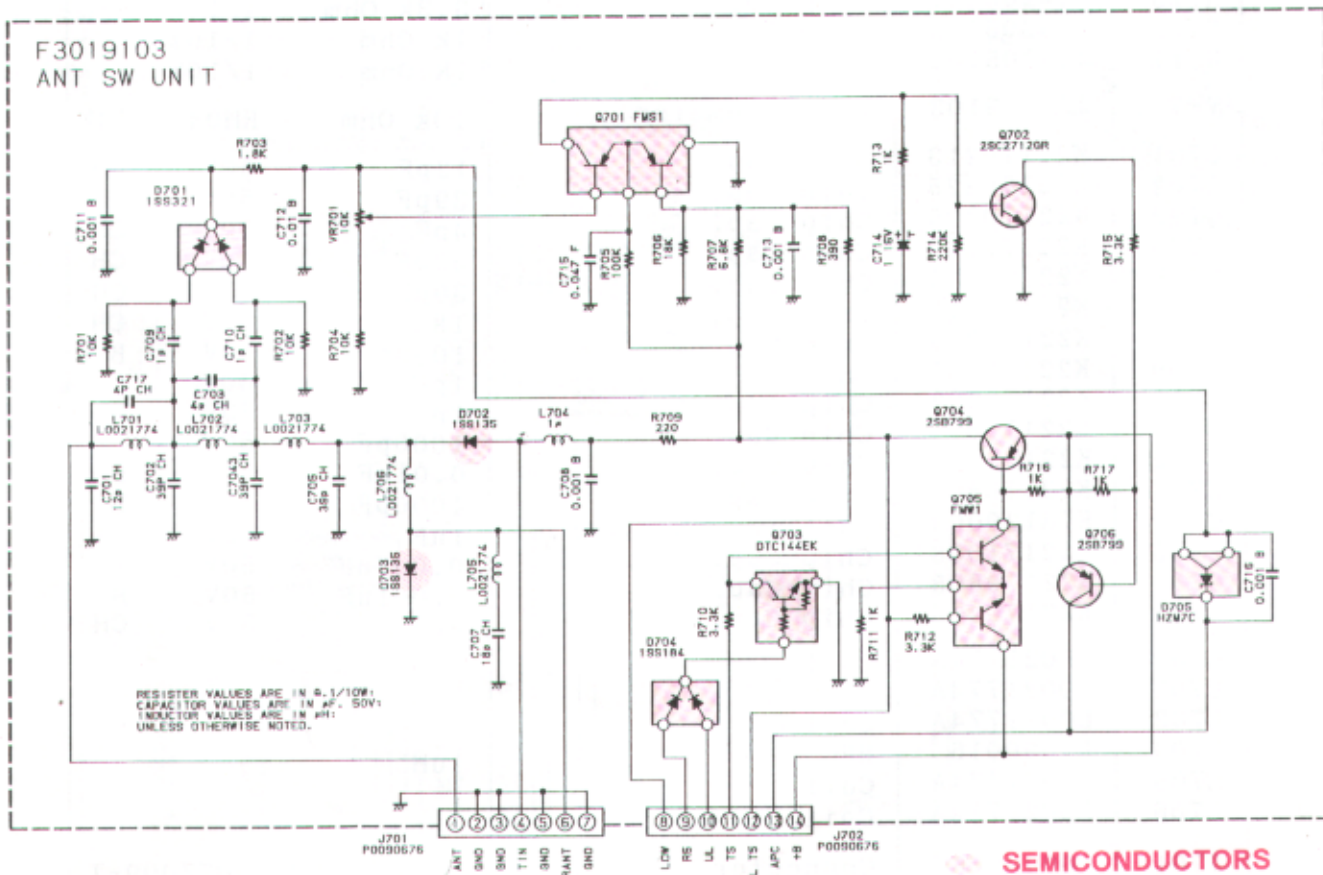 F3019103
ANT SW UNIT
Q701 FMS1
Q702
2SC2712GR
R703
1.8K
D701
1SS321
C711
0.001 B
C712
0.01 B
VR701
10K
R713
1K
C714
1 16V
+
R714
220K
R715
3.3K
C715
0.047 F
R705
100K
R706
18K
R707
C713
0.001 B
R708
390
R701
10K
C709
1p CH
C710
1p CH
R702
10K
R704
10K
C717
4P CH
C703
4p CH
L701
L0021774
L702
L0021774
L703
L0021774
D702
1SS135
L704
1μ
R709
220
Q704
2SB799
R716
1K
R717
1K
C701
12p CH
C702
39P CH
C7043
39P CH
C705
L706
L0021774
C708
0.001 B
Q705
FMW1
Q706
2SB799
Q703
DTC144EK
D703
1SS135
L705
L0021774
C707
18p CH
R710
3.3K
R711 1K
R712
3.3K
D705
HZM7C
C716
0.001 B
D704
1SS184
RESISTER VALUES ARE IN Ω.1/10W;
CAPACITOR VALUES ARE IN μF. 50V;
INDUCTOR VALUES ARE IN μH;
UNLESS OTHERWISE NOTED.
1 2 3 4 5 6 7
8 9 10 11 12 13 14
J701
P0090676
J702
P0090676
ANT
GND
GND
TIN
GND
RANT
GND
LOW
RS
UL
TS
L TS
APC
+B
SEMICONDUCTORS